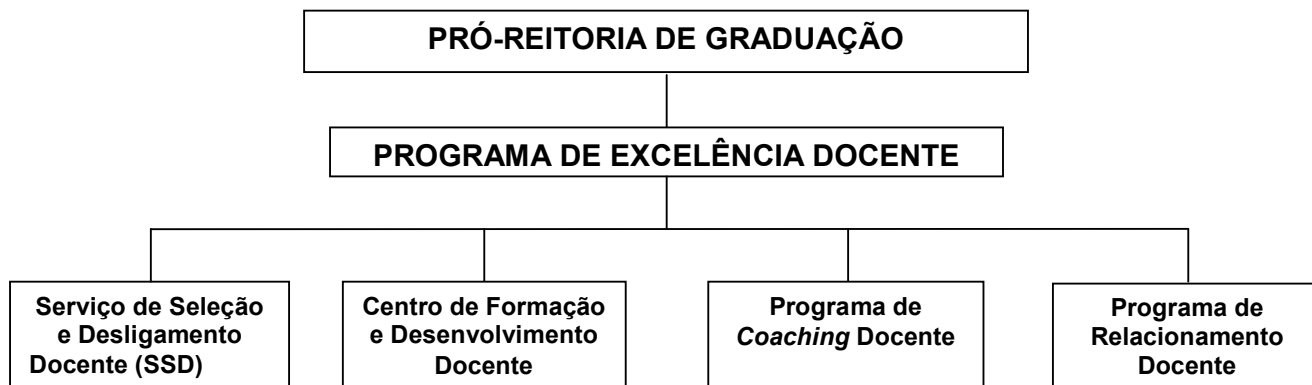 PRÓ-REITORIA DE GRADUAÇÃO
PROGRAMA DE EXCELÊNCIA DOCENTE
Serviço de Seleção
e Desligamento
Docente (SSD)
Centro de Formação
e Desenvolvimento
Docente
Programa de
Coaching Docente
Programa de
Relacionamento
Docente